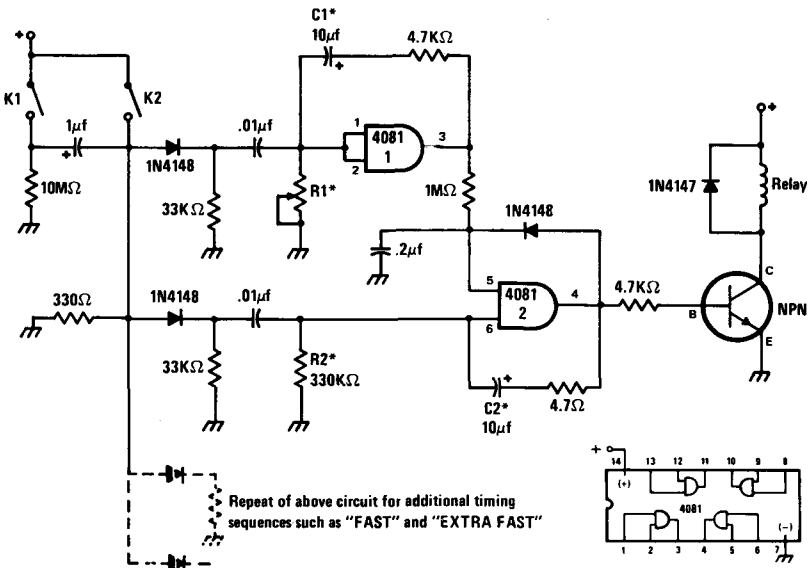 C1*
10µf
+
4.7KΩ
+
K1
K2
1µf
+
1N4148
.01µf
1
2
4081
1
3
+
10MΩ
33KΩ
R1*
1MΩ
1N4147
Relay
.2µf
1N4148
330Ω
1N4148
.01µf
5
6
4081
2
4
4.7KΩ
B
C
E
NPN
33KΩ
R2*
330KΩ
C2*
10µf
+
4.7Ω
Repeat of above circuit for additional timing
sequences such as "FAST" and "EXTRA FAST"
+
14 13 12 11 10 9 8
(+)
4081
(-)
1 2 3 4 5 6 7